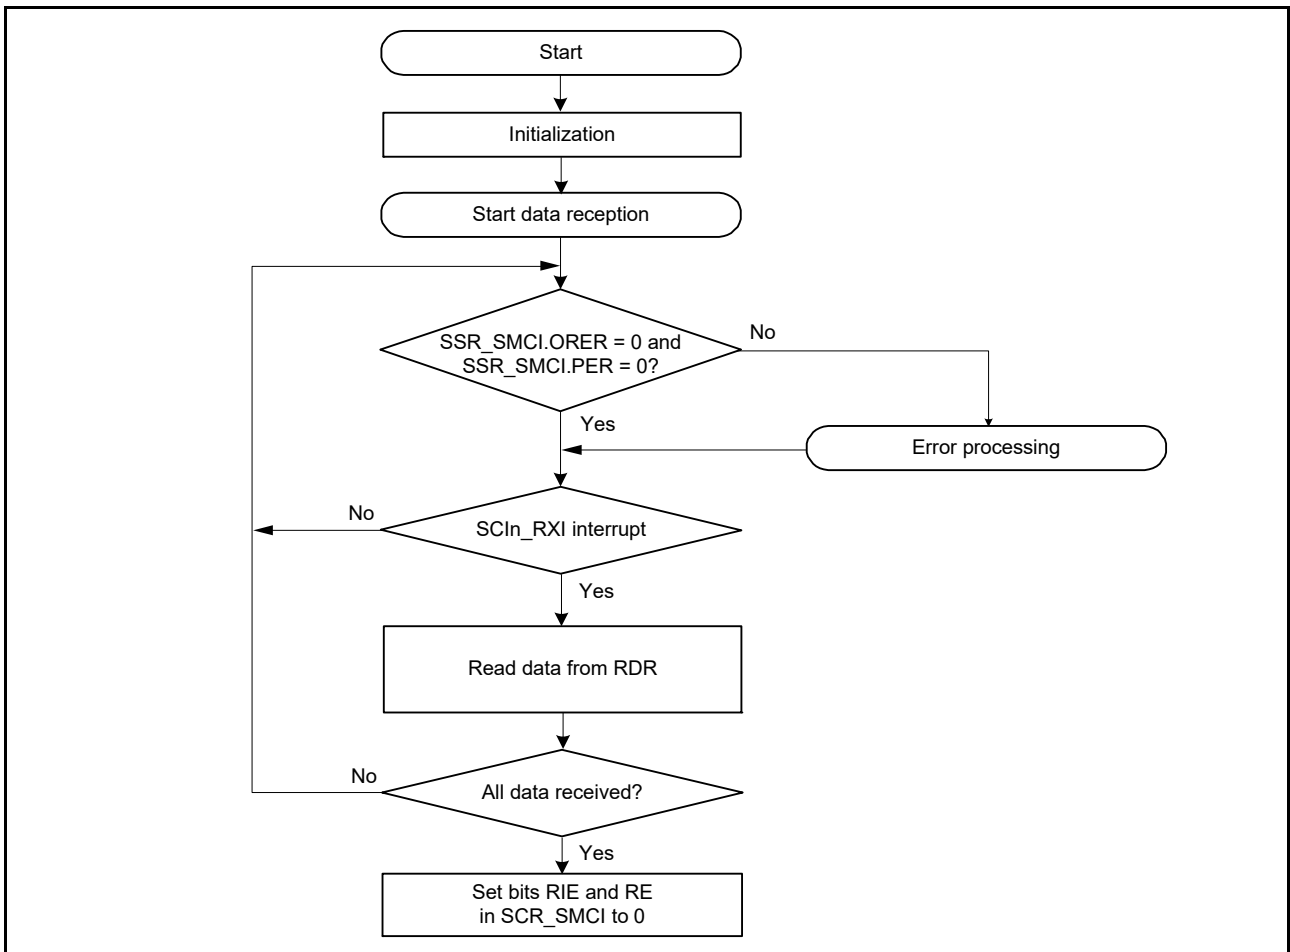 Start
Initialization
Start data reception
SSR_SMCI.ORER = 0 and
SSR_SMCI.PER = 0?
No
Yes
Error processing
SCIn_RXI interrupt
No
Yes
Read data from RDR
All data received?
No
Yes
Set bits RIE and RE
in SCR_SMCI to 0